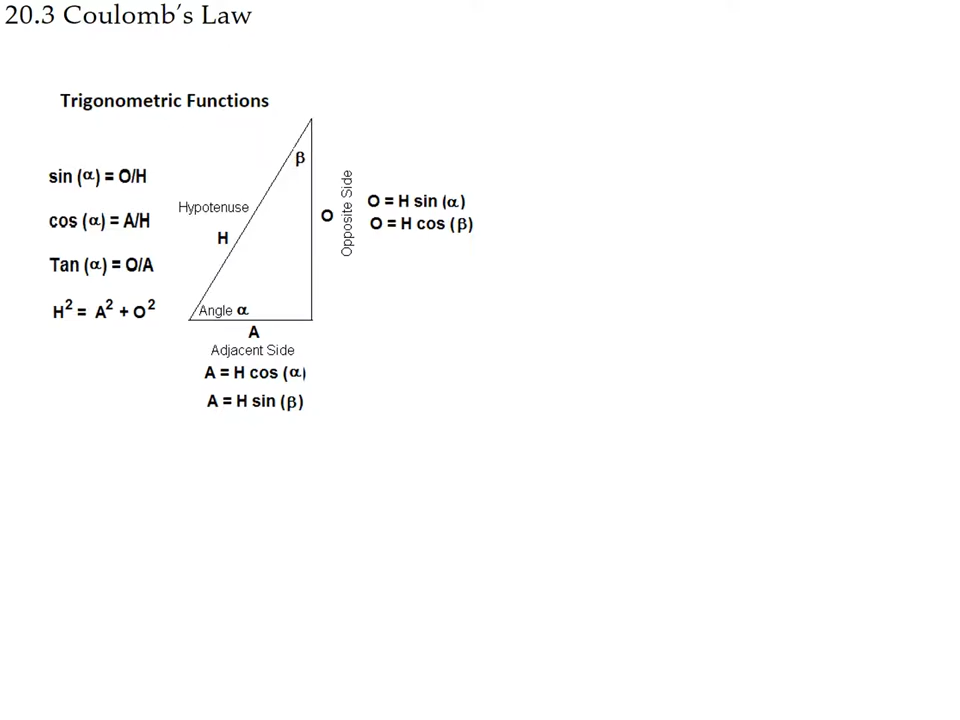 20.3 Coulomb’s Law
Trigonometric Functions
sin (α) = O/H
cos (α) = A/H
Tan (α) = O/A
H² = A² + O²
Hypotenuse
H
β
O
Opposite Side
O = H sin (α)
O = H cos (β)
Angle α
A
Adjacent Side
A = H cos (α)
A = H sin (β)